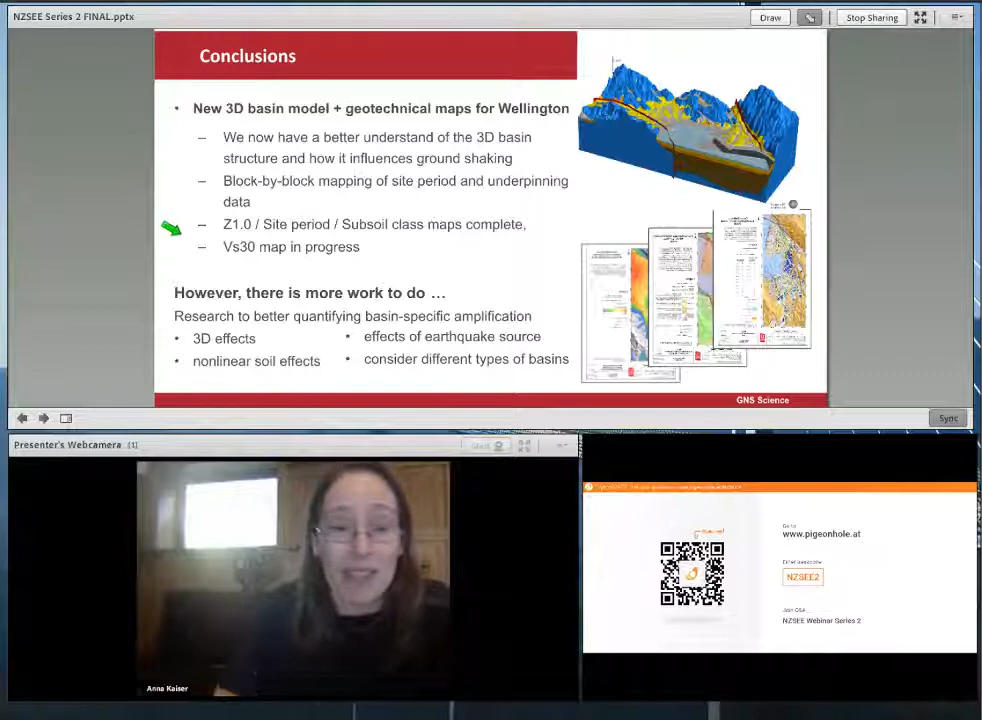 NZSEE Series 2 FINAL.pptx
Draw
Stop Sharing
Conclusions
• New 3D basin model + geotechnical maps for Wellington
– We now have a better understand of the 3D basin
structure and how it influences ground shaking
– Block-by-block mapping of site period and underpinning
data
– Z1.0 / Site period / Subsoil class maps complete,
– Vs30 map in progress
However, there is more work to do …
Research to better quantifying basin-specific amplification
• 3D effects
• effects of earthquake source
• nonlinear soil effects
• consider different types of basins
GNS Science
Sync
Presenter's Webcamera (1)
Anna Kaiser
Go to
www.pigeonhole.at
NZSEE2
NZSEE Webinar Series 2